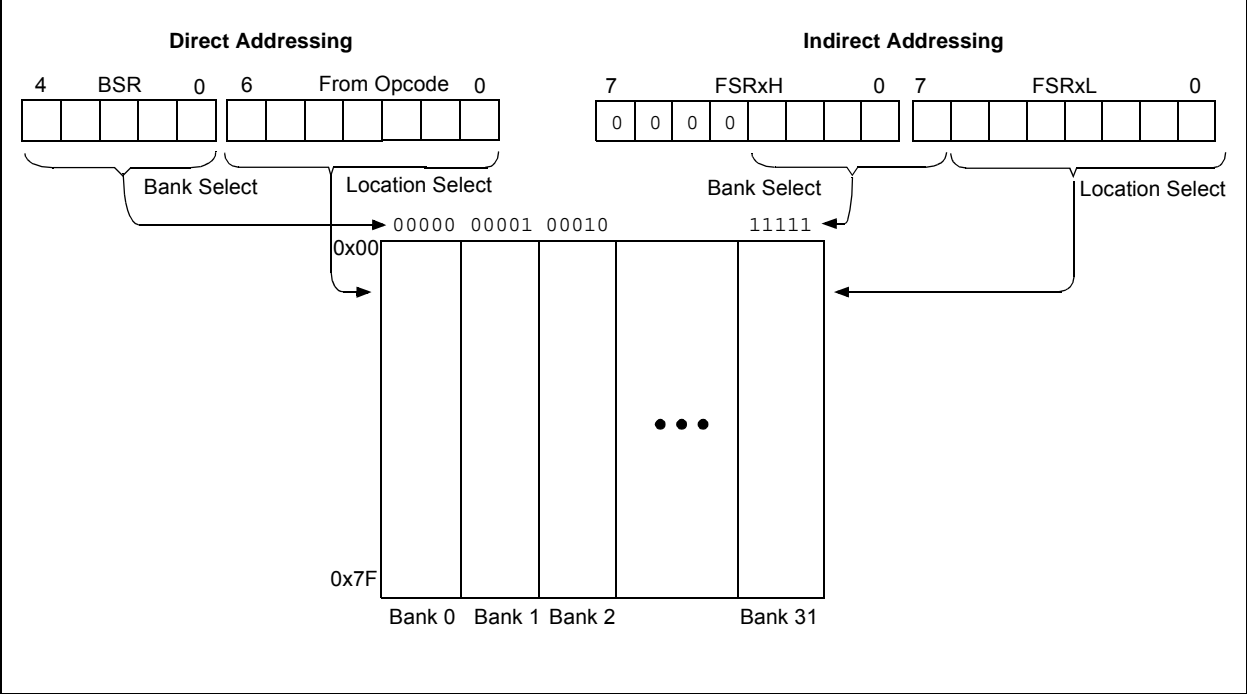 Direct Addressing
Indirect Addressing
4 BSR 0 6 From Opcode 0
7 FSRxH 0 7 FSRxL 0
0 0 0 0
Bank Select
Location Select
Bank Select
Location Select
00000 00001 00010 11111
0x00
0x7F
Bank 0 Bank 1 Bank 2 Bank 31